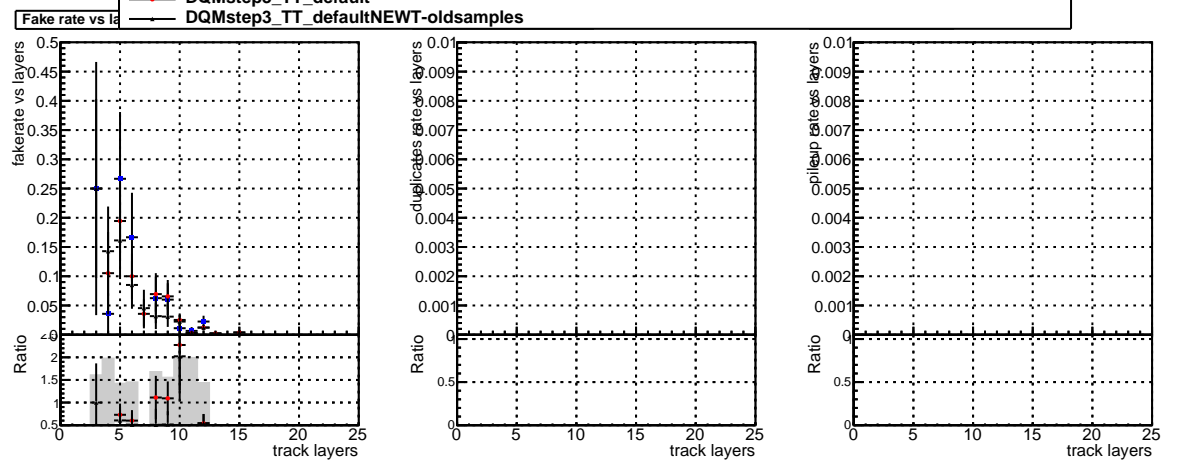 DQMstep3_TT_default
Fake rate vs la
DQMstep3_TT_defaultNEWT-oldsamples
fakerate vs layers
0.5
0.45
0.4
0.35
0.3
0.25
0.2
0.15
0.1
0.05
0
Ratio
2
1.5
1
0.5
0 5 10 15 20 25
track layers
duplicates rate vs layers
0.01
0.009
0.008
0.007
0.006
0.005
0.004
0.003
0.002
0.001
0
Ratio
1
0.5
0
0 5 10 15 20 25
track layers
pileup rate vs layers
0.01
0.009
0.008
0.007
0.006
0.005
0.004
0.003
0.002
0.001
0
Ratio
1
0.5
0
0 5 10 15 20 25
track layers